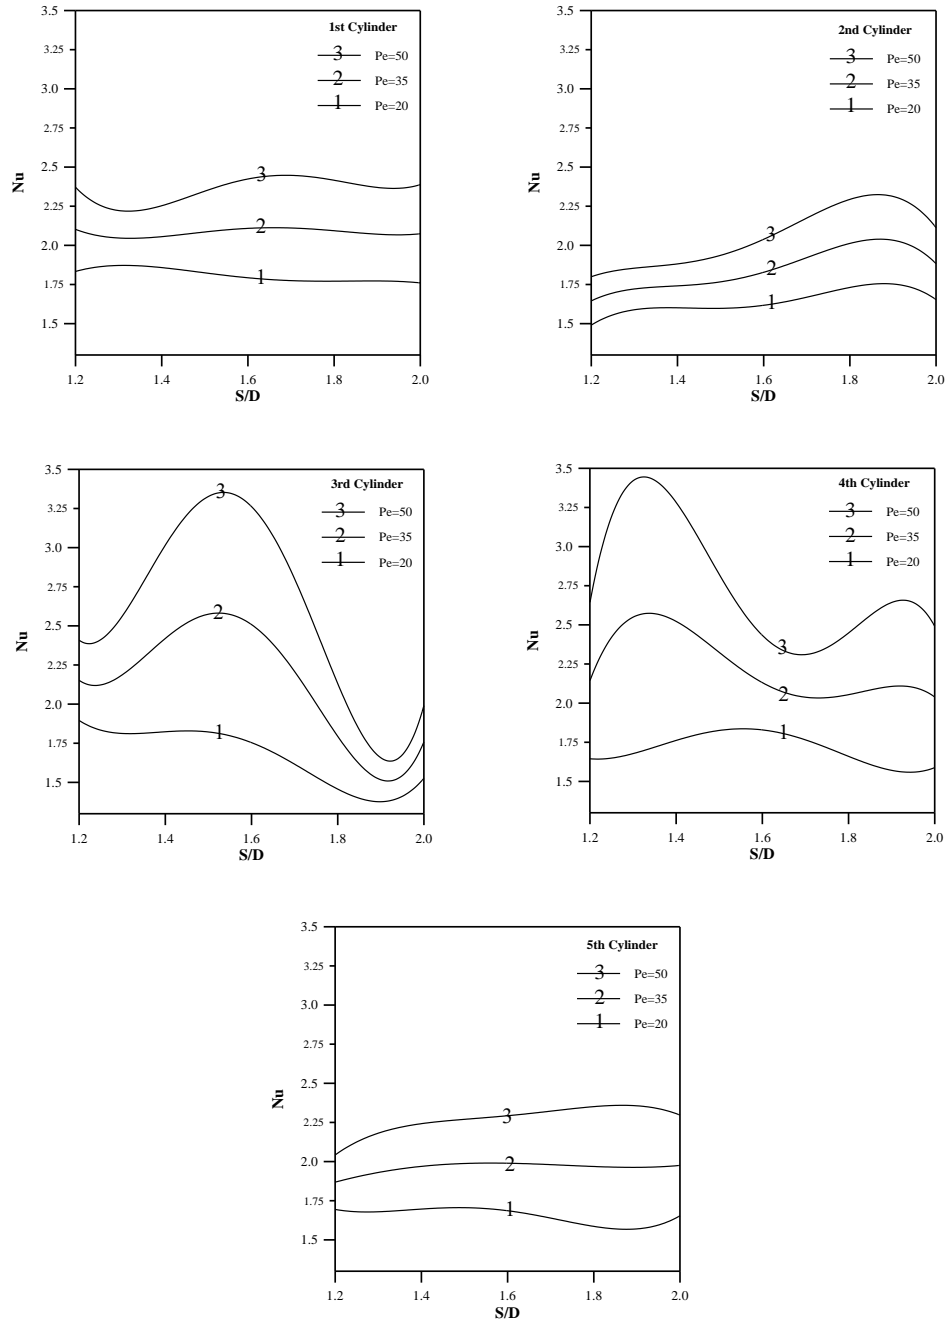 1st Cylinder
3 Pe=50
2 Pe=35
1 Pe=20
3.5
3.25
3.0
2.75
2.5
2.25
2.0
1.75
1.5
Nu
3
2
1
1.2 1.4 1.6 1.8 2.0
S/D
2nd Cylinder
3 Pe=50
2 Pe=35
1 Pe=20
3.5
3.25
3.0
2.75
2.5
2.25
2.0
1.75
1.5
Nu
3
2
1
1.2 1.4 1.6 1.8 2.0
S/D
3rd Cylinder
3 Pe=50
2 Pe=35
1 Pe=20
3.5
3.25
3.0
2.75
2.5
2.25
2.0
1.75
1.5
Nu
3
2
1
1.2 1.4 1.6 1.8 2.0
S/D
4th Cylinder
3 Pe=50
2 Pe=35
1 Pe=20
3.5
3.25
3.0
2.75
2.5
2.25
2.0
1.75
1.5
Nu
3
2
1
1.2 1.4 1.6 1.8 2.0
S/D
5th Cylinder
3 Pe=50
2 Pe=35
1 Pe=20
3.5
3.25
3.0
2.75
2.5
2.25
2.0
1.75
1.5
Nu
3
2
1
1.2 1.4 1.6 1.8 2.0
S/D